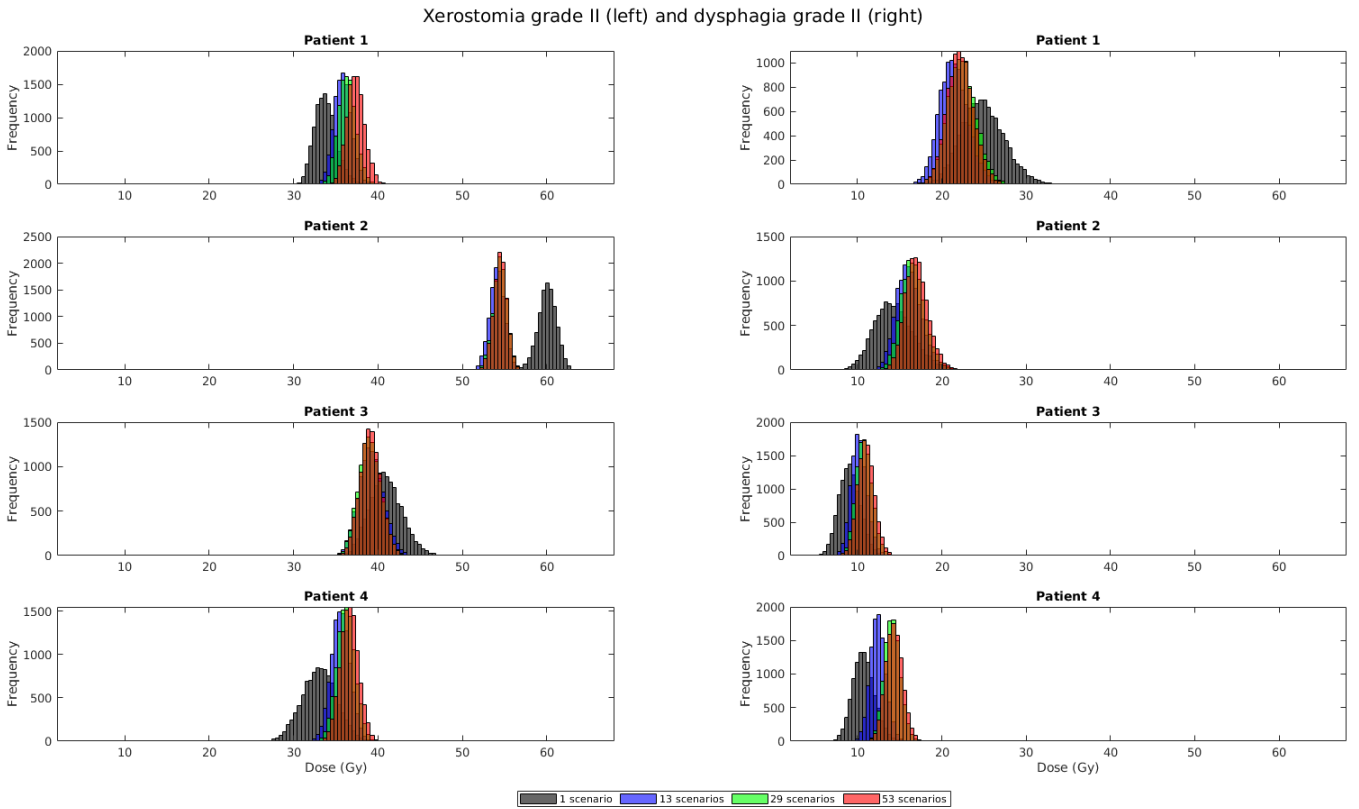 Xerostomia grade II (left) and dysphagia grade II (right)
Patient 1
Frequency
2000
1500
1000
500
0
10 20 30 40 50 60
Patient 1
Frequency
1000
800
600
400
200
0
10 20 30 40 50 60
Patient 2
Frequency
2500
2000
1500
1000
500
0
10 20 30 40 50 60
Patient 2
Frequency
1500
1000
500
0
10 20 30 40 50 60
Patient 3
Frequency
1500
1000
500
0
10 20 30 40 50 60
Patient 3
Frequency
2000
1500
1000
500
0
10 20 30 40 50 60
Patient 4
Frequency
1500
1000
500
0
10 20 30 40 50 60
Dose (Gy)
Patient 4
Frequency
2000
1500
1000
500
0
10 20 30 40 50 60
Dose (Gy)
1 scenario 13 scenarios 29 scenarios 53 scenarios